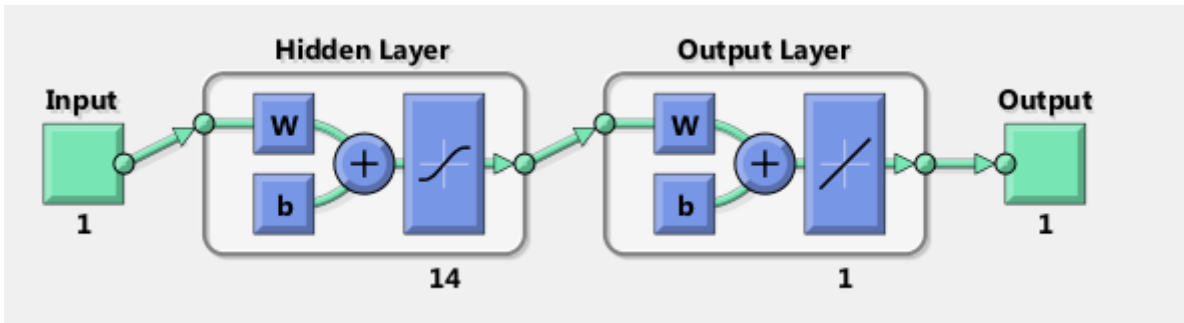 Hidden Layer
Output Layer
Input
Output
W
W
b
b
1
1
14
1